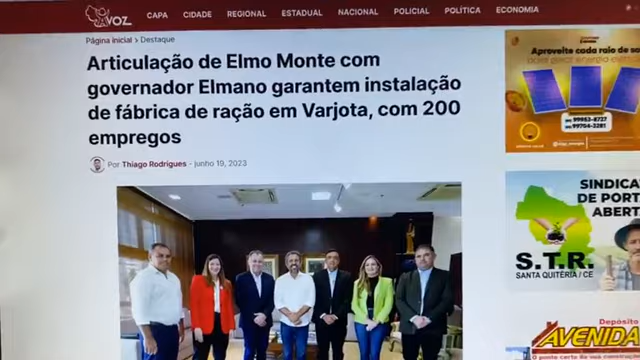 A VOZ
CAPA CIDADE REGIONAL ESTADUAL NACIONAL POLICIAL POLÍTICA ECONOMIA
Página inicial > Destaque
Articulação de Elmo Monte com
governador Elmano garantem instalação
de fábrica de ração em Varjota, com 200
empregos
Por Thiago Rodrigues - junho 19, 2023
Aproveite cada raio de so
SINDICA
DE PORT
ABERT
S.T.R.
SANTA QUITÉRIA / CE
Depósito
AVENIDA